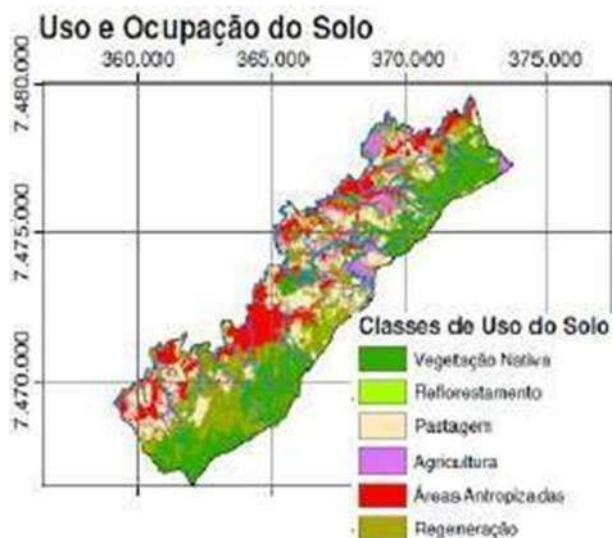 Uso e Ocupação do Solo
360.000 365.000 370.000 375.000
7.480.000
7.475.000
7.470.000
Classes de Uso do Solo
Vegetação Nativa
Reflorestamento
Pastagem
Agricultura
Áreas Antropizadas
Regeneração